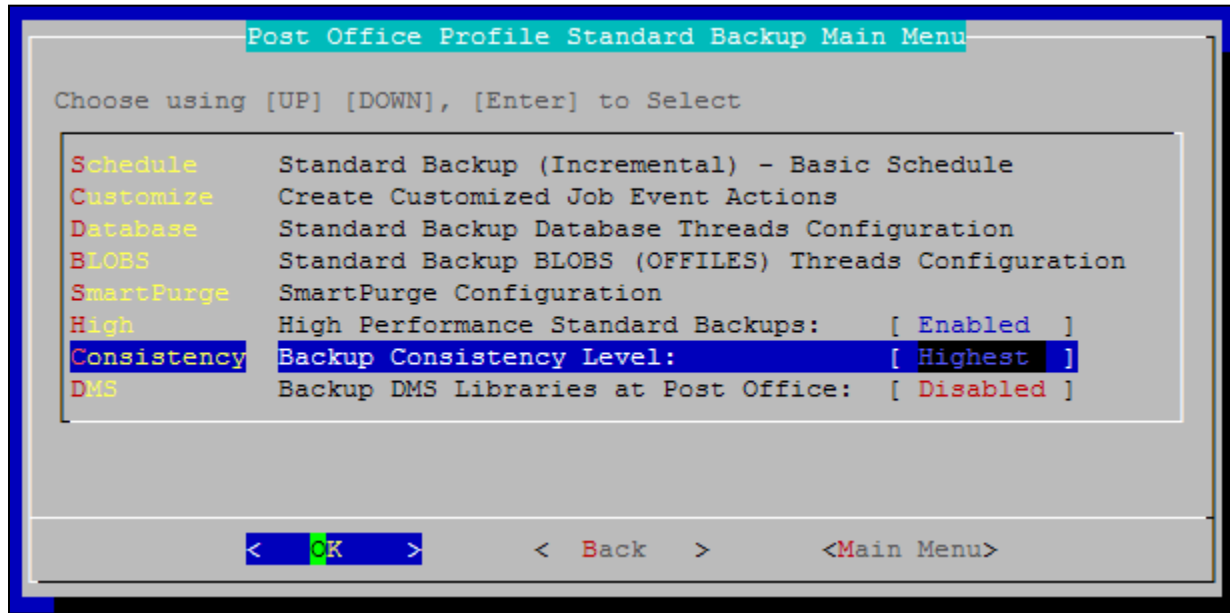 Post Office Profile Standard Backup Main Menu
Choose using [UP] [DOWN], [Enter] to Select
Schedule Standard Backup (Incremental) - Basic Schedule
Customize Create Customized Job Event Actions
Database Standard Backup Database Threads Configuration
BLOBS Standard Backup BLOBS (OFFILES) Threads Configuration
SmartPurge SmartPurge Configuration
High High Performance Standard Backups: [ Enabled ]
Consistency Backup Consistency Level: [ Highest ]
DMS Backup DMS Libraries at Post Office: [ Disabled ]
< OK > < Back > <Main Menu>